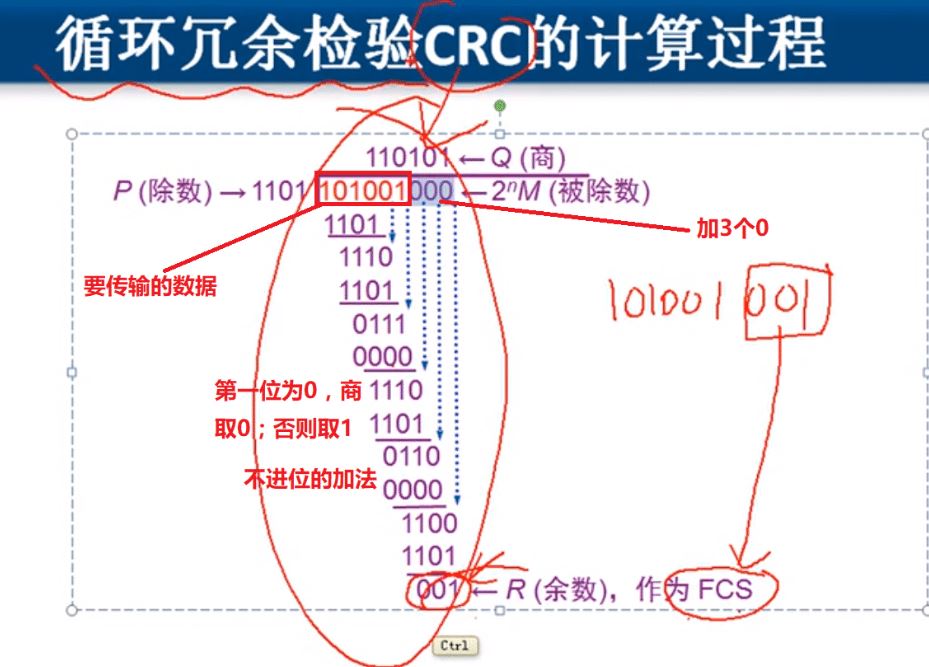 循环冗余检验CRC的计算过程
110101 ← Q (商)
P (除数) → 1101 101001000 ← 2ⁿM (被除数)
1101
加3个0
1110
要传输的数据
1101
101001 001
0111
0000
第一位为0，商
1110
取0；否则取1
1101
0110
不进位的加法
0000
1100
1101
001 ← R (余数)，作为 FCS
Ctrl